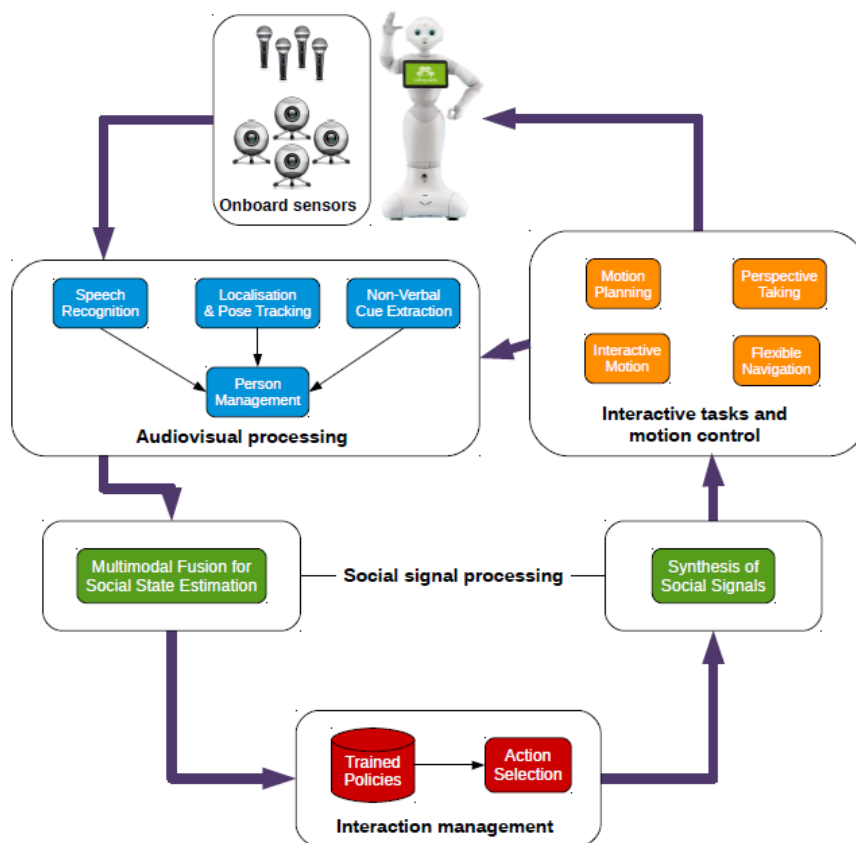 Onboard sensors
Speech
Recognition
Localisation
& Pose Tracking
Non-Verbal
Cue Extraction
Person
Management
Audiovisual processing
Motion
Planning
Perspective
Taking
Interactive
Motion
Flexible
Navigation
Interactive tasks and
motion control
Multimodal Fusion for
Social State Estimation
Social signal processing
Synthesis of
Social Signals
Trained
Policies
Action
Selection
Interaction management